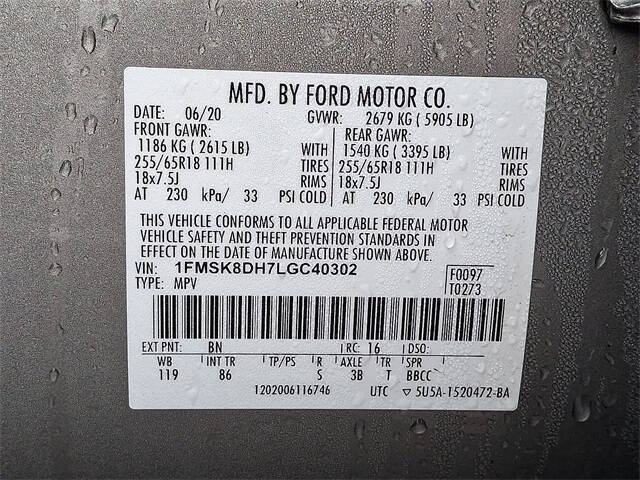 MFD. BY FORD MOTOR CO.
DATE: 06/20 GVWR: 2679 KG ( 5905 LB)
FRONT GAWR: REAR GAWR:
1186 KG ( 2615 LB) WITH 1540 KG ( 3395 LB) WITH
255/65R18 111H TIRES 255/65R18 111H TIRES
18x7.5J RIMS 18x7.5J RIMS
AT 230 kPa/ 33 PSI COLD AT 230 kPa/ 33 PSI COLD
THIS VEHICLE CONFORMS TO ALL APPLICABLE FEDERAL MOTOR
VEHICLE SAFETY AND THEFT PREVENTION STANDARDS IN
EFFECT ON THE DATE OF MANUFACTURE SHOWN ABOVE.
VIN: 1FMSK8DH7LGC40302 F0097
TYPE: MPV T0273
EXT PNT: BN RC: 16 DSO:
WB INT TR TP/PS R AXLE TR SPR
119 86 S 3B T BBCC
1202006116746 UTC ▽ 5U5A-1520472-BA